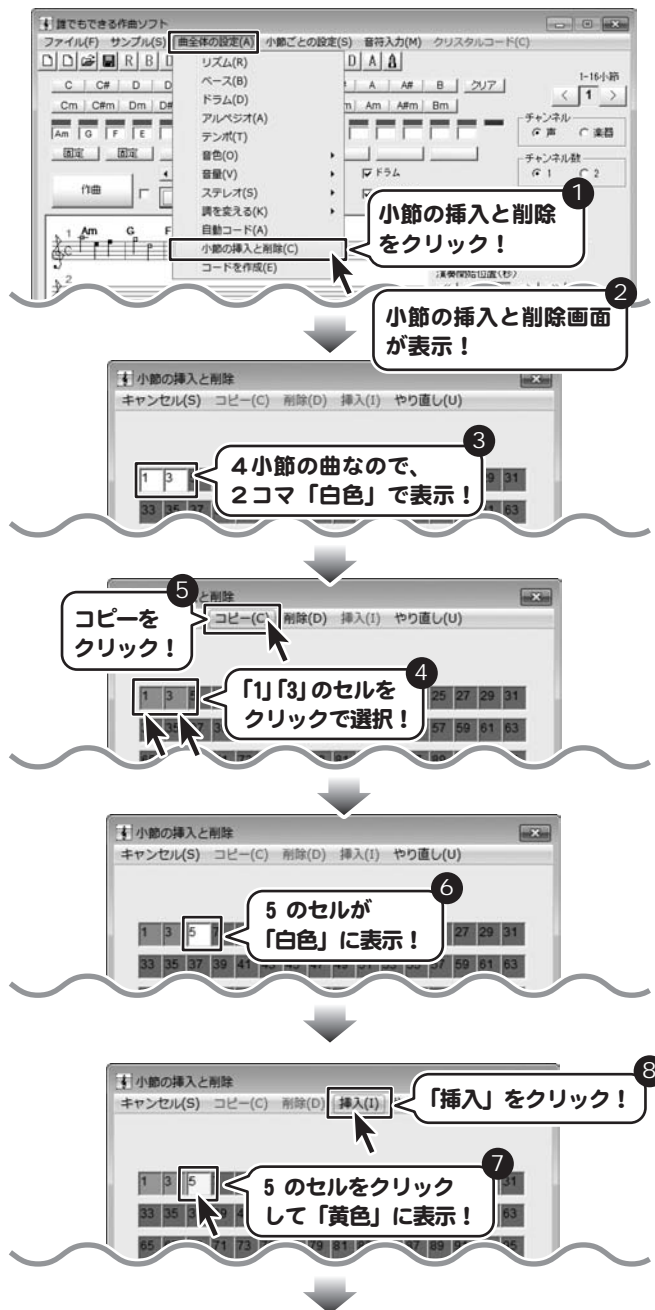 誰でもできる作曲ソフト
ファイル(F) サンプル(S) 曲全体の設定(A) 小節ごとの設定(S) 音符入力(M) クリスタルコード(C)
R B D A
C C# D A A# B クリア
1-16小節
< 1 >
Cm C#m Dm Am A#m Bm
Am G F E
固定 固定
作曲
チャンネル
声 楽器
チャンネル数
1 2
ドラム
リズム(R)
ベース(B)
ドラム(D)
アルペジオ(A)
テンポ(T)
音色(O)
音量(V)
ステレオ(S)
調を変える(K)
自動コード(A)
小節の挿入と削除(C)
コードを作成(E)
1 Am G F
2
演奏開始位置(秒)
1
小節の挿入と削除
をクリック！
2
小節の挿入と削除画面
が表示！
小節の挿入と削除
キャンセル(S) コピー(C) 削除(D) 挿入(I) やり直し(U)
3
4小節の曲なので、
2コマ「白色」で表示！
1 3 31
33 35 37 63
5
コピーを
クリック！
と削除
コピー(C) 削除(D) 挿入(I) やり直し(U)
4
「1」「3」のセルを
クリックで選択！
1 3 5 25 27 29 31
57 59 61 63
小節の挿入と削除
キャンセル(S) コピー(C) 削除(D) 挿入(I) やり直し(U)
6
5 のセルが
「白色」に表示！
1 3 5 27 29 31
33 35 37 39 41 57 59 61 63
小節の挿入と削除
キャンセル(S) コピー(C) 削除(D) 挿入(I)
8
「挿入」をクリック！
7
5 のセルをクリック
して「黄色」に表示！
1 3 5 31
33 35 63
65 71 73 79 81 87 89 95